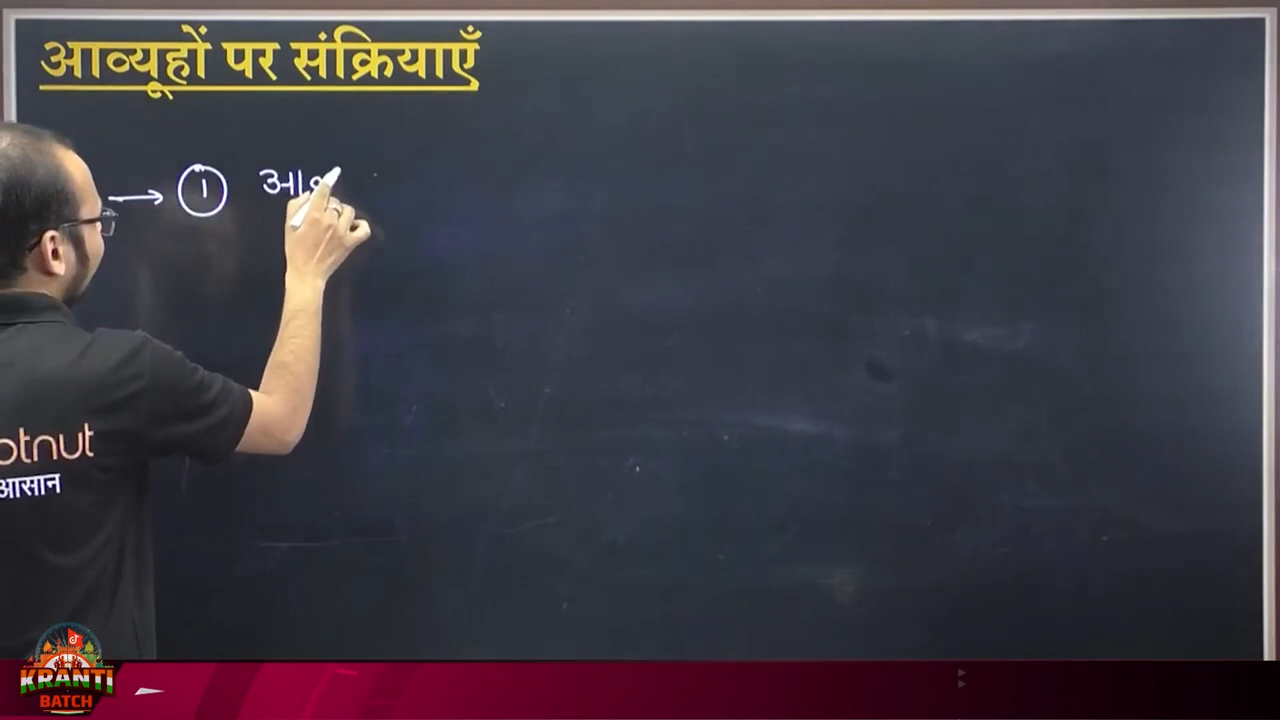 आव्यूहों पर संक्रियाएँ
→ ① 
otnut
आसान
KRANTI
BATCH